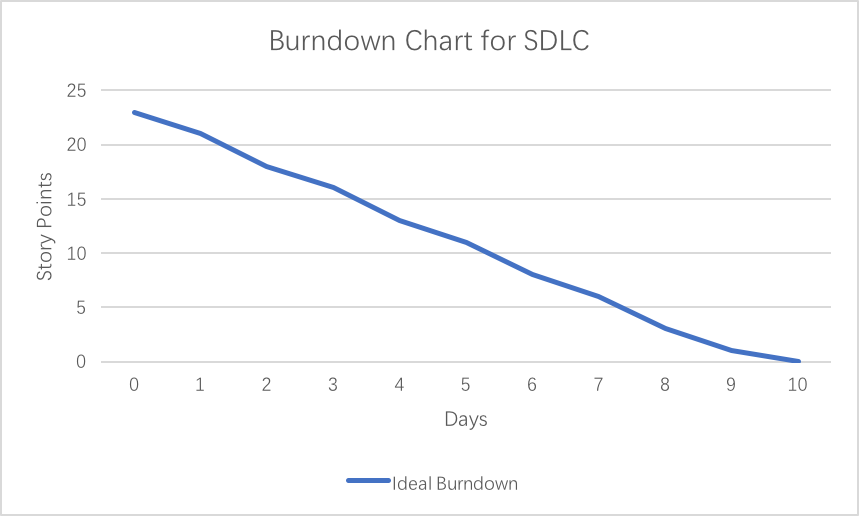 Burndown Chart for SDLC
25
20
15
10
5
0
Story Points
0 1 2 3 4 5 6 7 8 9 10
Days
Ideal Burndown